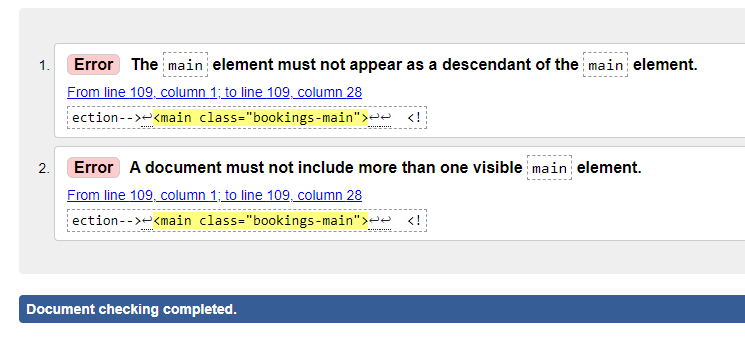 1. Error The main element must not appear as a descendant of the main element.
From line 109, column 1; to line 109, column 28
ection-->↩<main class="bookings-main">↩↩ <!
2. Error A document must not include more than one visible main element.
From line 109, column 1; to line 109, column 28
ection-->↩<main class="bookings-main">↩↩ <!
Document checking completed.